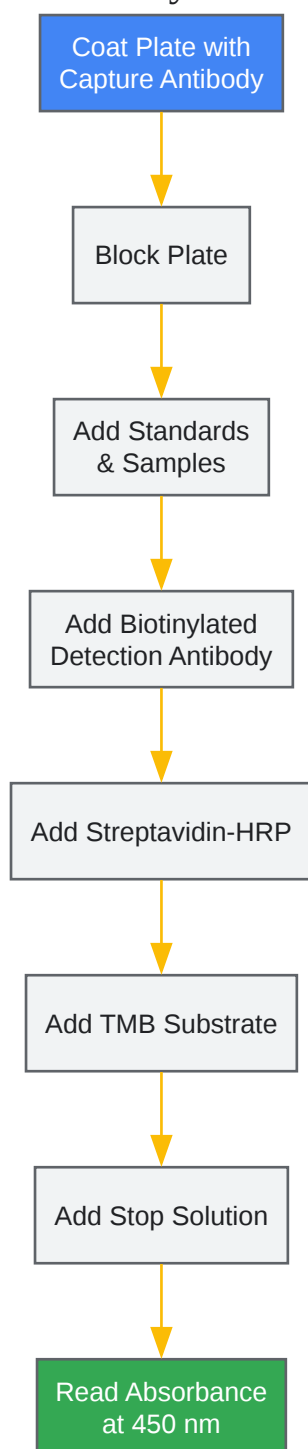 Coat Plate with
Capture Antibody
Block Plate
Add Standards
& Samples
Add Biotinylated
Detection Antibody
Add Streptavidin-HRP
Add TMB Substrate
Add Stop Solution
Read Absorbance
at 450 nm